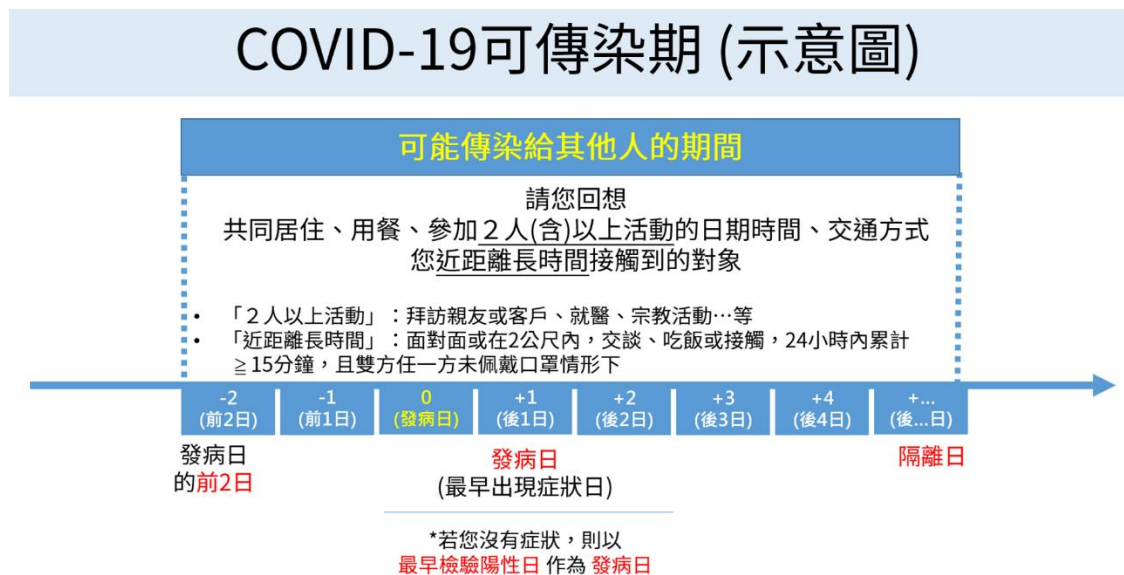 COVID-19可傳染期 (示意圖)
可能傳染給其他人的期間
請您回想
共同居住、用餐、參加２人(含)以上活動的日期時間、交通方式
您近距離長時間接觸到的對象
• 「２人以上活動」：拜訪親友或客戶、就醫、宗教活動…等
• 「近距離長時間」：面對面或在2公尺內，交談、吃飯或接觸，24小時內累計
≧15分鐘，且雙方任一方未佩戴口罩情形下
-2 -1 0 +1 +2 +3 +4 +...
(前2日) (前1日) (發病日) (後1日) (後2日) (後3日) (後4日) (後...日)
發病日 發病日 隔離日
的前2日 (最早出現症狀日)
*若您沒有症狀，則以
最早檢驗陽性日 作為 發病日